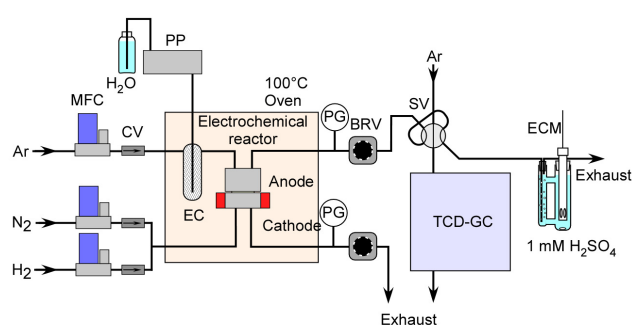 PP
H₂O
MFC
CV
100°C
Oven
Electrochemical
reactor
PG
BRV
Ar
SV
ECM
Ar
Anode
EC
Cathode
PG
TCD-GC
Exhaust
N₂
H₂
1 mM H₂SO₄
Exhaust